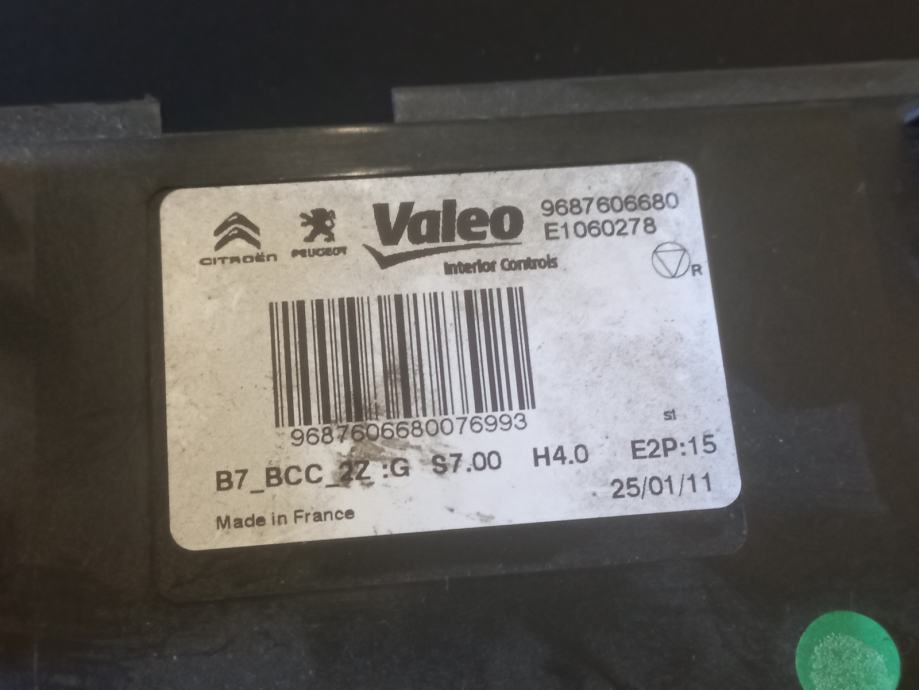 CITROËN
PEUGEOT
Valeo
Interior Controls
9687606680
E1060278
R
9687606680076993
st
B7_BCC_2Z :G S7.00 H4.0 E2P:15
25/01/11
Made in France